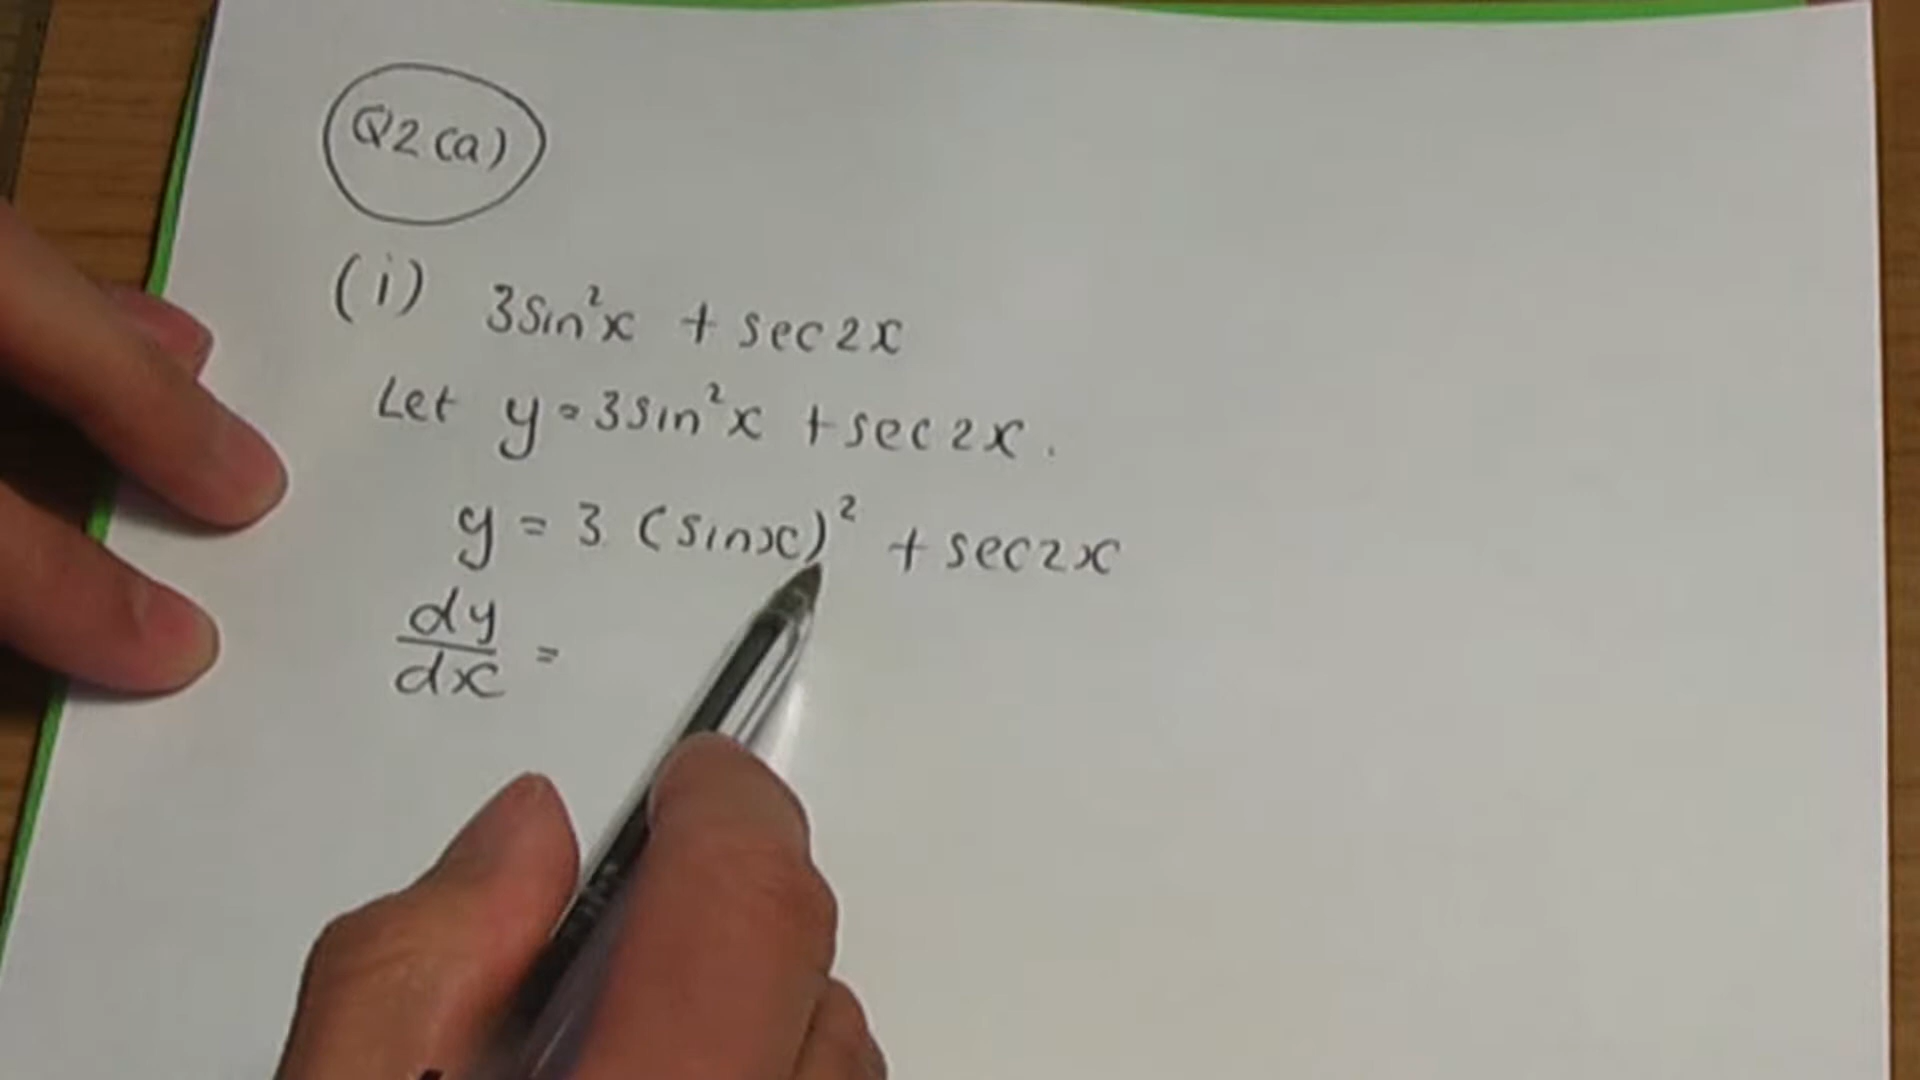 Q2(a)
(i) 3sin²x + sec2x
Let y = 3sin²x + sec2x.
y = 3 (sinx)² + sec2x
dy/dx =